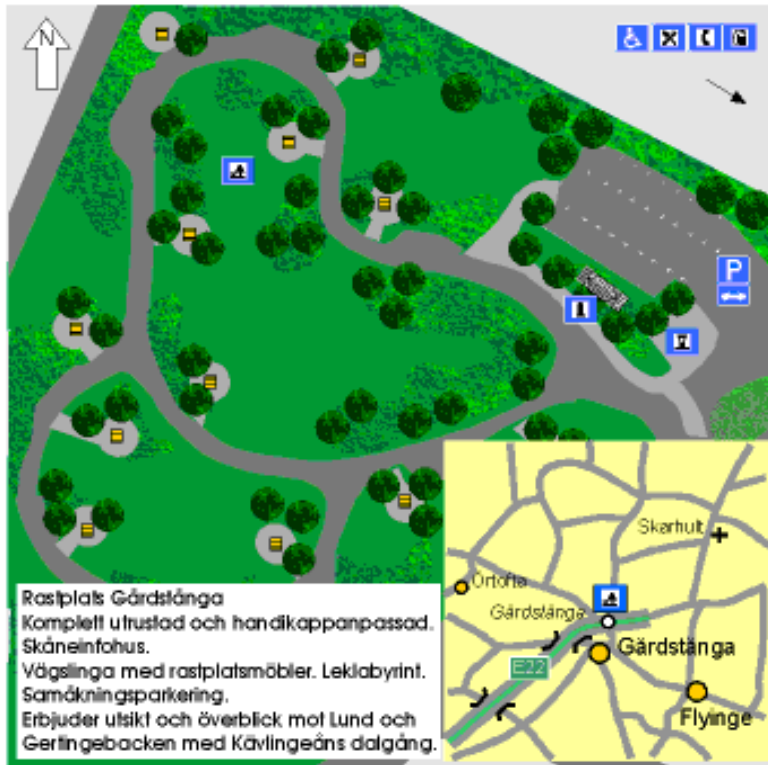 N
P
Rastplats Gårdstånga
Komplett utrustad och handikappanpassad.
Skåneinfohus.
Vägslinga med rastplatsmöbler. Leklabyrint.
Samåkningsparkering.
Erbjuder utsikt och överblick mot Lund och
Gertingebacken med Kävlingeåns dalgång.
Skarhult
Örtofta
Gårdstånga
Gårdstånga
E22
Flyinge